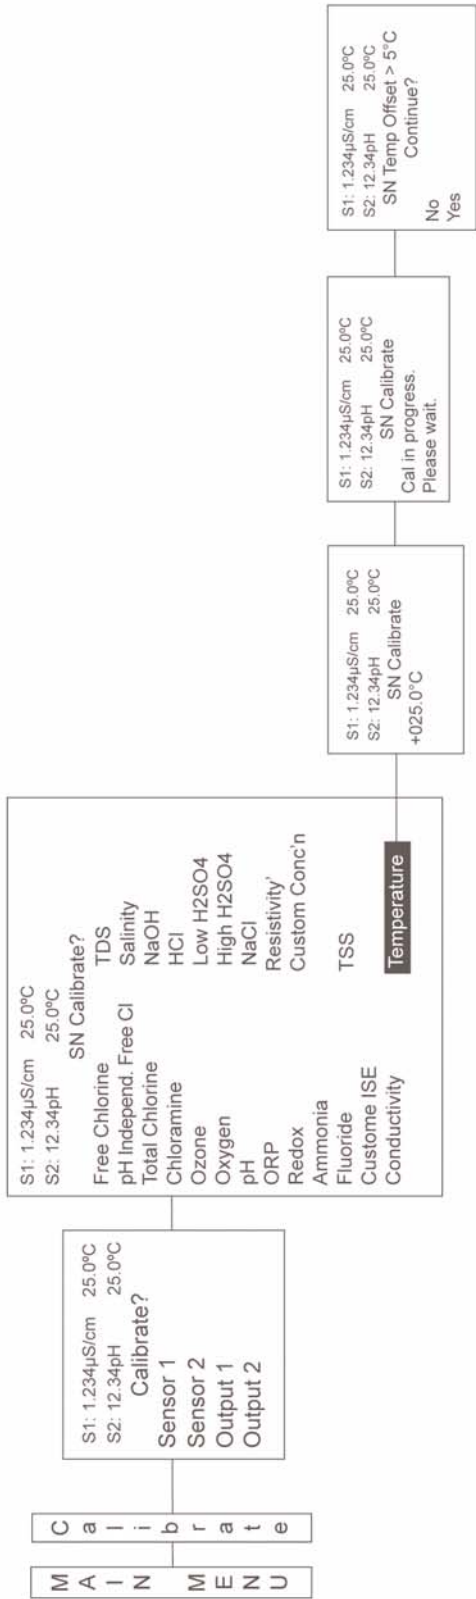 MAIN MENU
Calibrate
S1: 1.234µS/cm 25.0ºC
S2: 12.34pH 25.0ºC
Calibrate?
Sensor 1
Sensor 2
Output 1
Output 2
S1: 1.234µS/cm 25.0ºC
S2: 12.34pH 25.0ºC
SN Calibrate?
Free Chlorine TDS
pH Independ. Free Cl Salinity
Total Chlorine NaOH
Chloramine HCl
Ozone Low H2SO4
Oxygen High H2SO4
pH NaCl
ORP Resistivity'
Redox Custom Conc'n
Ammonia
Fluoride TSS
Custome ISE
Conductivity Temperature
S1: 1.234µS/cm 25.0ºC
S2: 12.34pH 25.0ºC
SN Calibrate
+025.0°C
S1: 1.234µS/cm 25.0ºC
S2: 12.34pH 25.0ºC
SN Calibrate
Cal in progress.
Please wait.
S1: 1.234µS/cm 25.0ºC
S2: 12.34pH 25.0ºC
SN Temp Offset > 5°C
Continue?
No
Yes